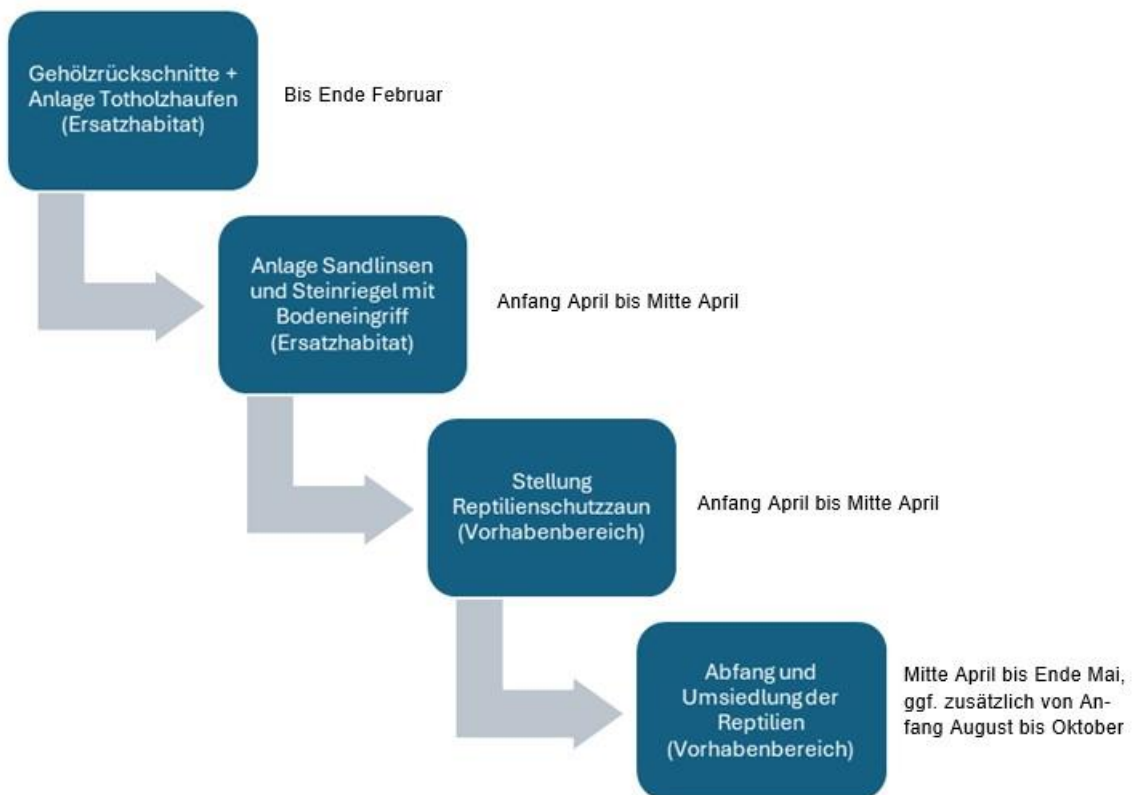 Gehölzrückschnitte +
Anlage Totholzhaufen
(Ersatzhabitat)
Bis Ende Februar
Anlage Sandlinsen
und Steinriegel mit
Bodeneingriff
(Ersatzhabitat)
Anfang April bis Mitte April
Stellung
Reptilienschutzzaun
(Vorhabenbereich)
Anfang April bis Mitte April
Abfang und
Umsiedlung der
Reptilien
(Vorhabenbereich)
Mitte April bis Ende Mai,
ggf. zusätzlich von An-
fang August bis Oktober